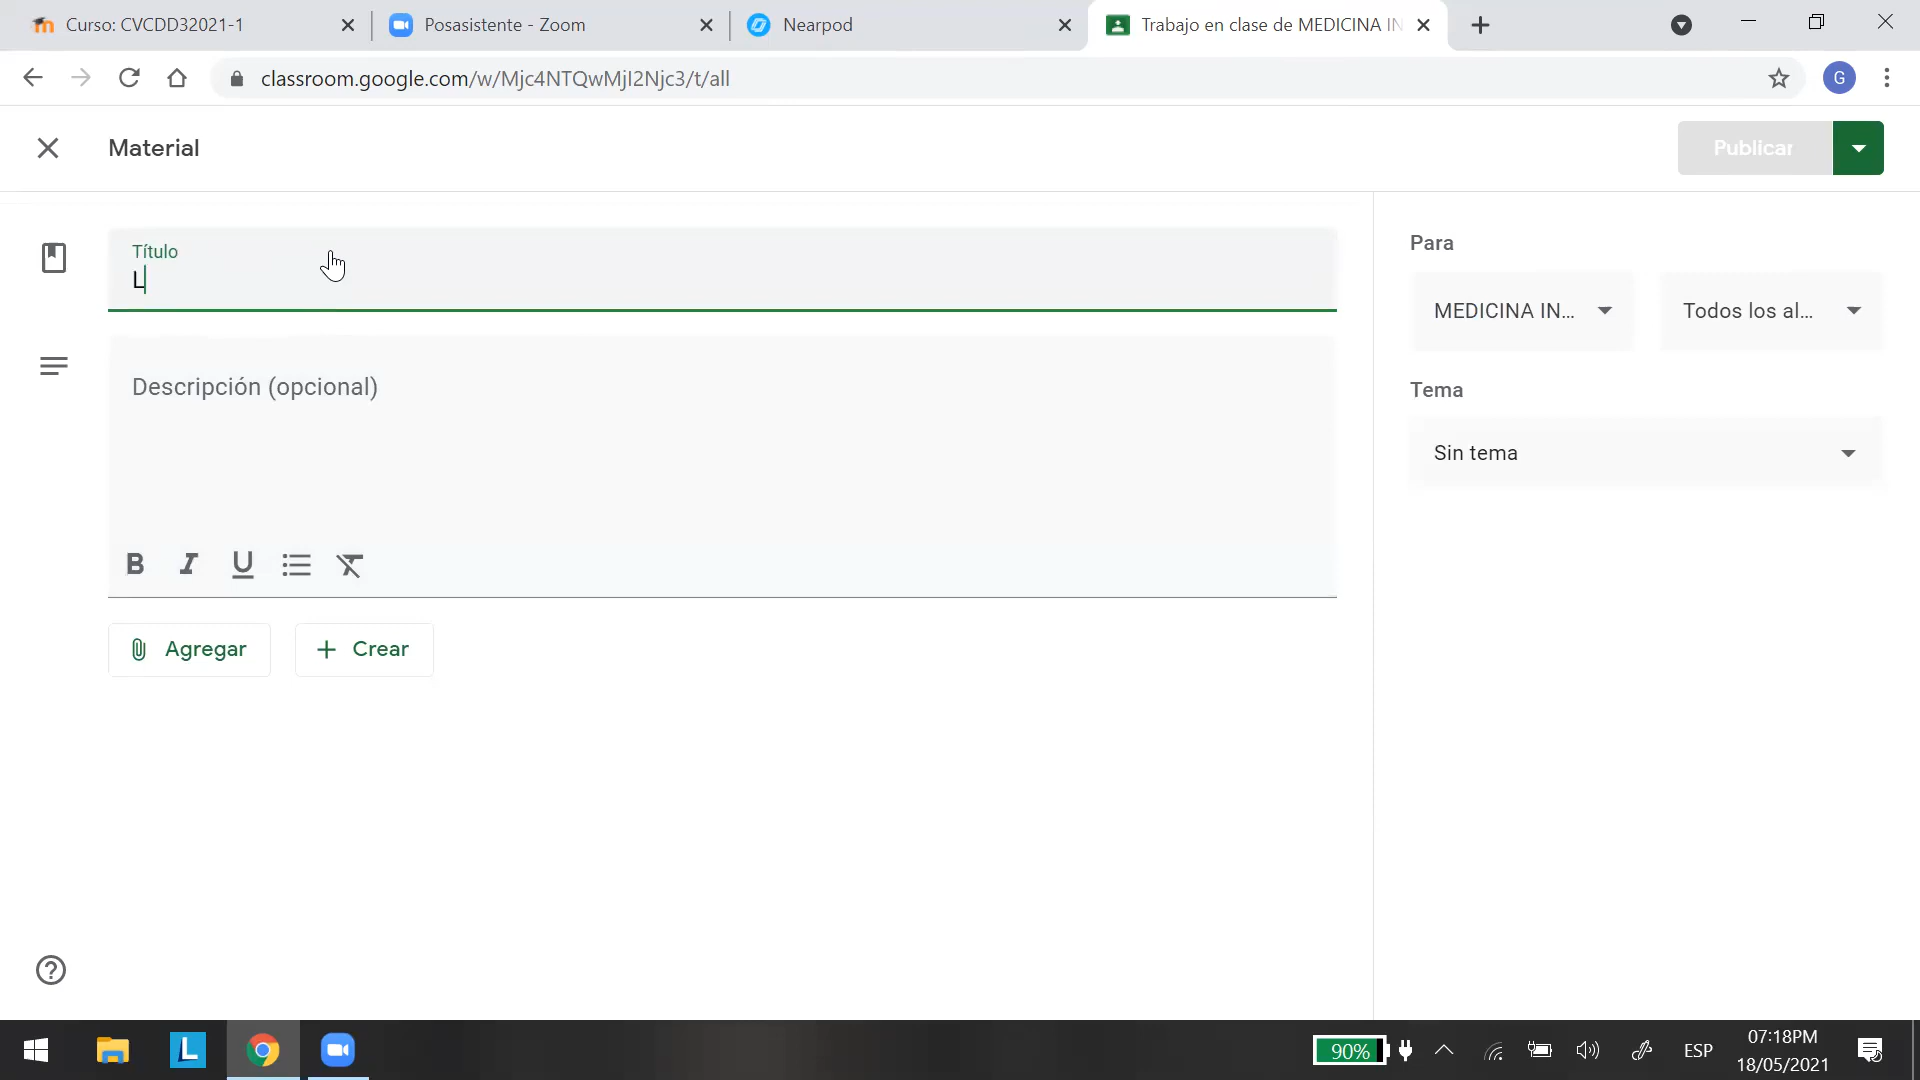 Curso: CVCDD32021-1
Posasistente - Zoom
Nearpod
Trabajo en clase de MEDICINA IN
classroom.google.com/w/Mjc4NTQwMjI2Njc3/t/all
G
Material
Publicar
Título
L
Descripción (opcional)
B I U
Agregar
Crear
Para
MEDICINA IN...
Todos los al...
Tema
Sin tema
L
90%
ESP
07:18PM
18/05/2021